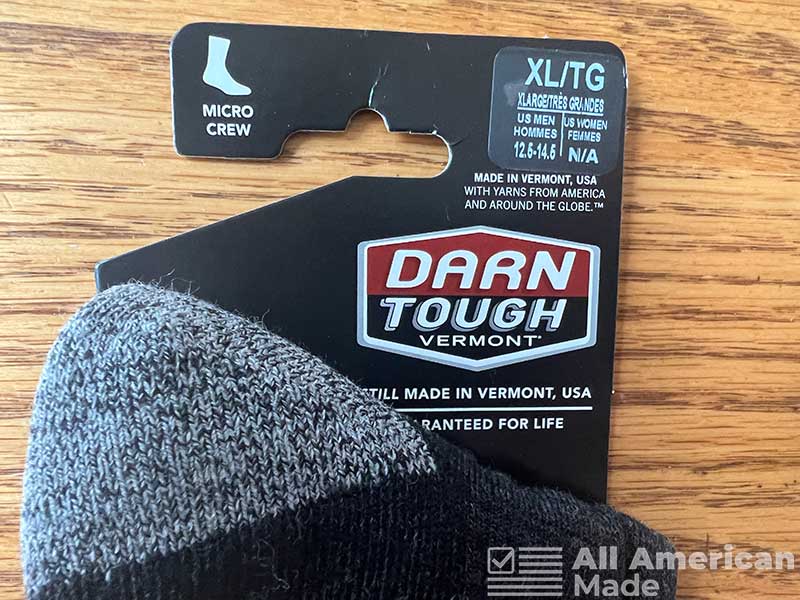 MICRO
CREW
XL/TG
XLARGE/TRÈS GRANDES
US MEN
HOMMES
12.5-14.5
US WOMEN
FEMMES
N/A
MADE IN VERMONT, USA
WITH YARNS FROM AMERICA
AND AROUND THE GLOBE.™
DARN
TOUGH
VERMONT
STILL MADE IN VERMONT, USA
RANTEED FOR LIFE
All American
Made